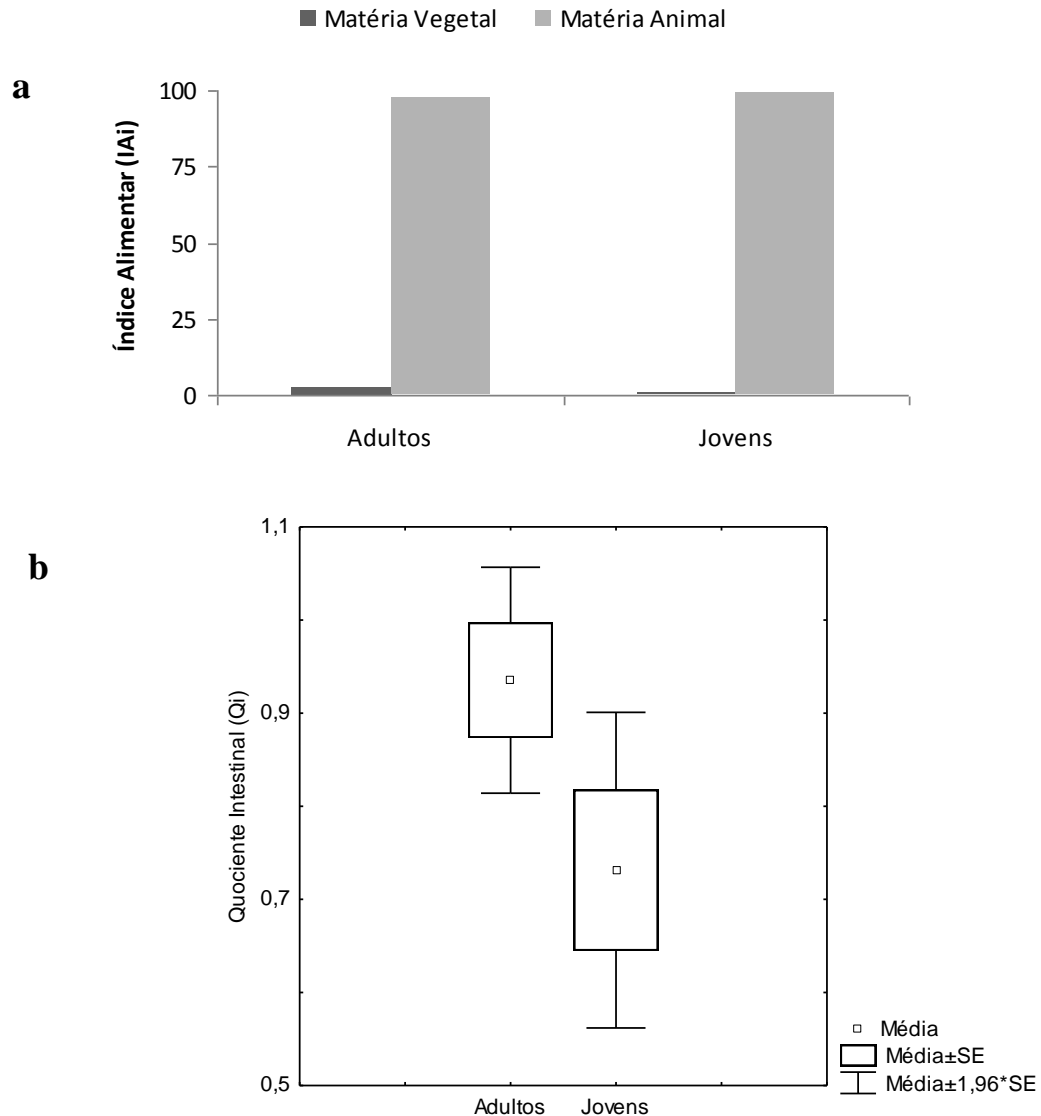 Matéria Vegetal Matéria Animal
a
Índice Alimentar (IAi)
100
75
50
25
0
Adultos Jovens
b
Quociente Intestinal (Qi)
1,1
0,9
0,7
0,5
Adultos Jovens
Média
Média±SE
Média±1,96*SE